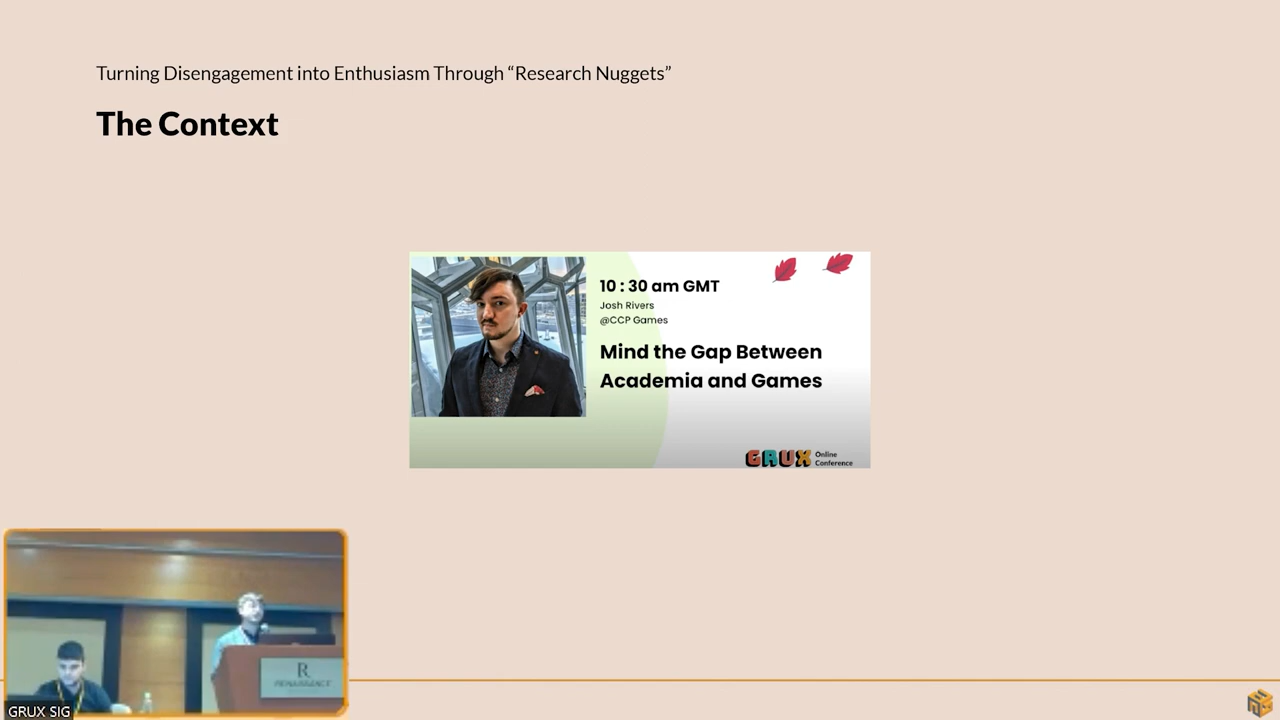 Turning Disengagement into Enthusiasm Through “Research Nuggets”
The Context
10 : 30 am GMT
Josh Rivers
@CCP Games
Mind the Gap Between
Academia and Games
GRUX Online
Conference
R
RENAISSANCE
GRUX SIG